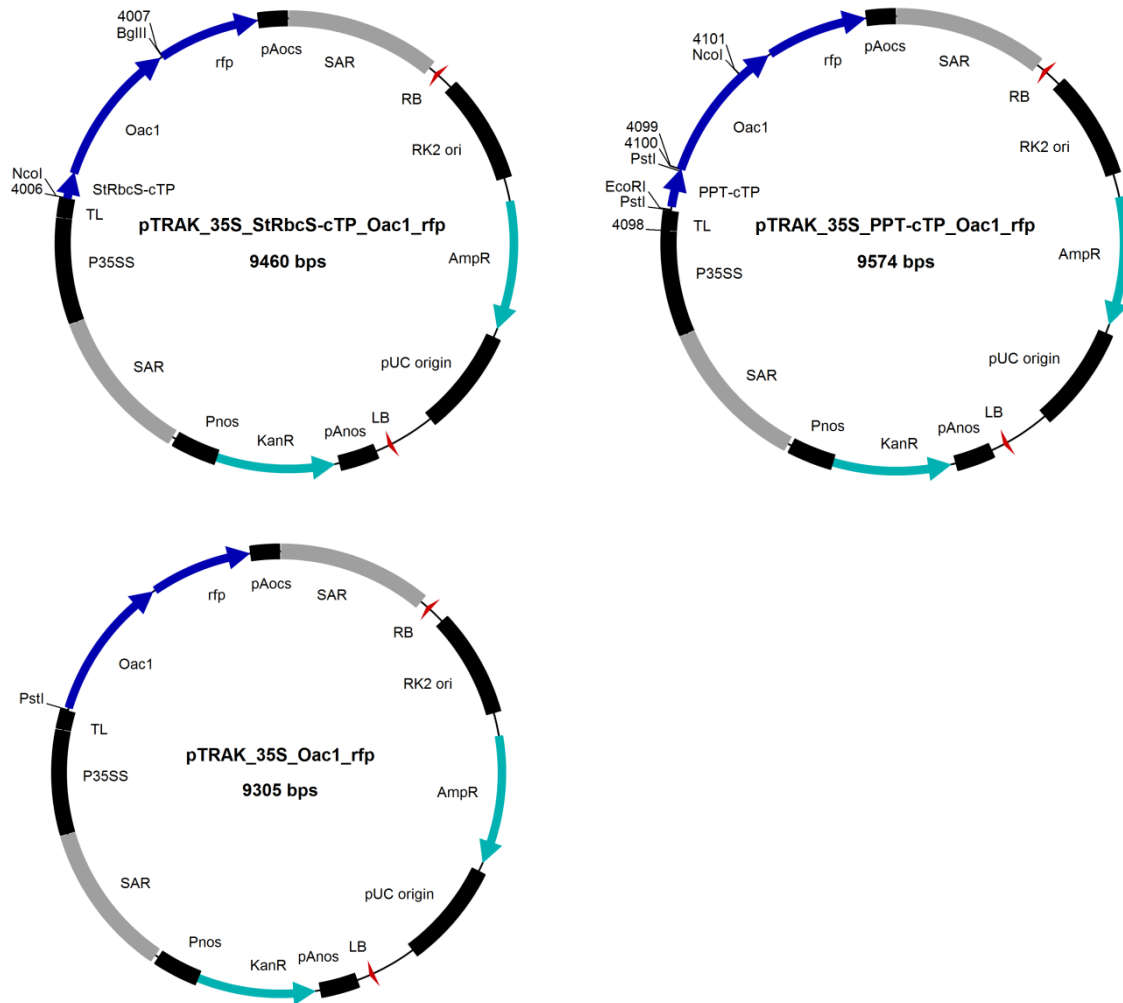 4007
BglII
rfp
pAocs
SAR
RB
RK2 ori
Oac1
NcoI
4006
StRbcS-cTP
TL
pTRAK_35S_StRbcS-cTP_Oac1_rfp
9460 bps
P35SS
AmpR
SAR
pUC origin
Pnos
KanR
pAnos
LB
4101
NcoI
rfp
pAocs
SAR
RB
RK2 ori
Oac1
4099
4100
PstI
EcoRI
PstI
4098
PPT-cTP
TL
pTRAK_35S_PPT-cTP_Oac1_rfp
9574 bps
P35SS
AmpR
SAR
pUC origin
Pnos
KanR
pAnos
LB
rfp
pAocs
SAR
RB
RK2 ori
Oac1
PstI
TL
pTRAK_35S_Oac1_rfp
9305 bps
P35SS
AmpR
SAR
pUC origin
Pnos
KanR
pAnos
LB